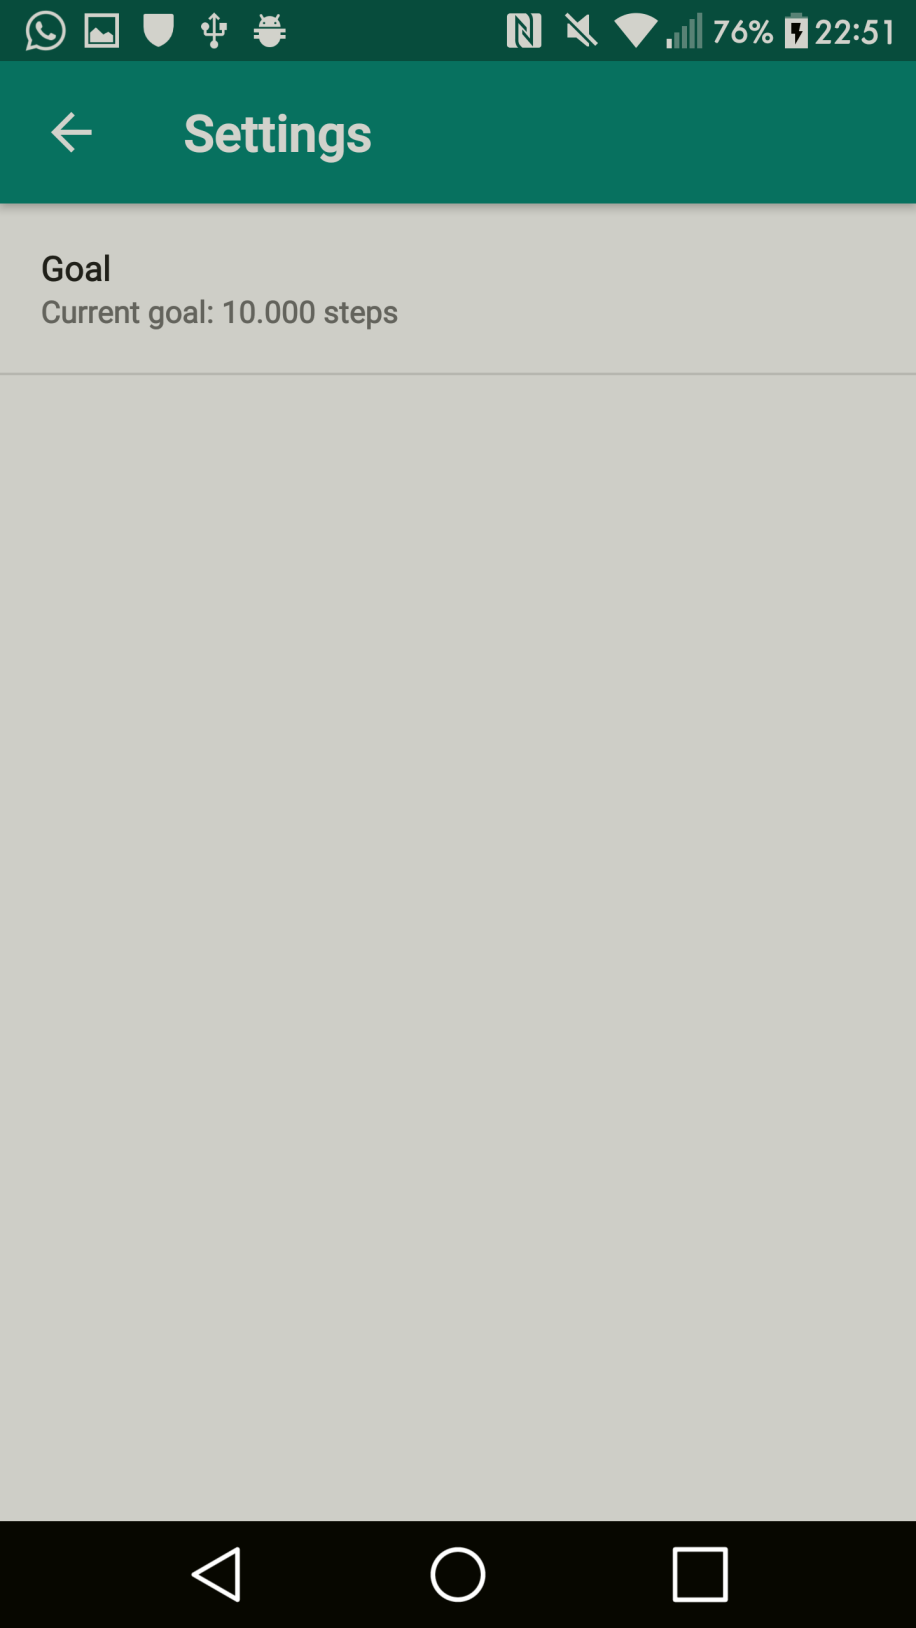 76% 22:51
Settings
Goal
Current goal: 10.000 steps